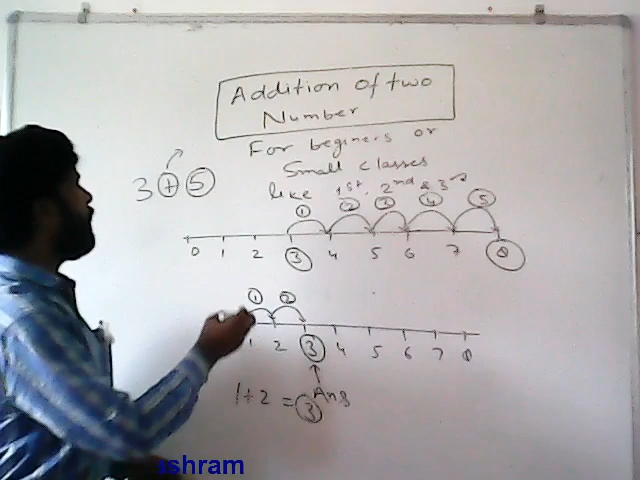 Addition of two
Number
For beginers or
Small classes
like 1st, 2nd & 3rd
3 + 5
1 2 3 4 5
0 1 2 3 4 5 6 7 8
1 2
1 2 3 4 5 6 7 8
1+2 = 3 Ans
shram